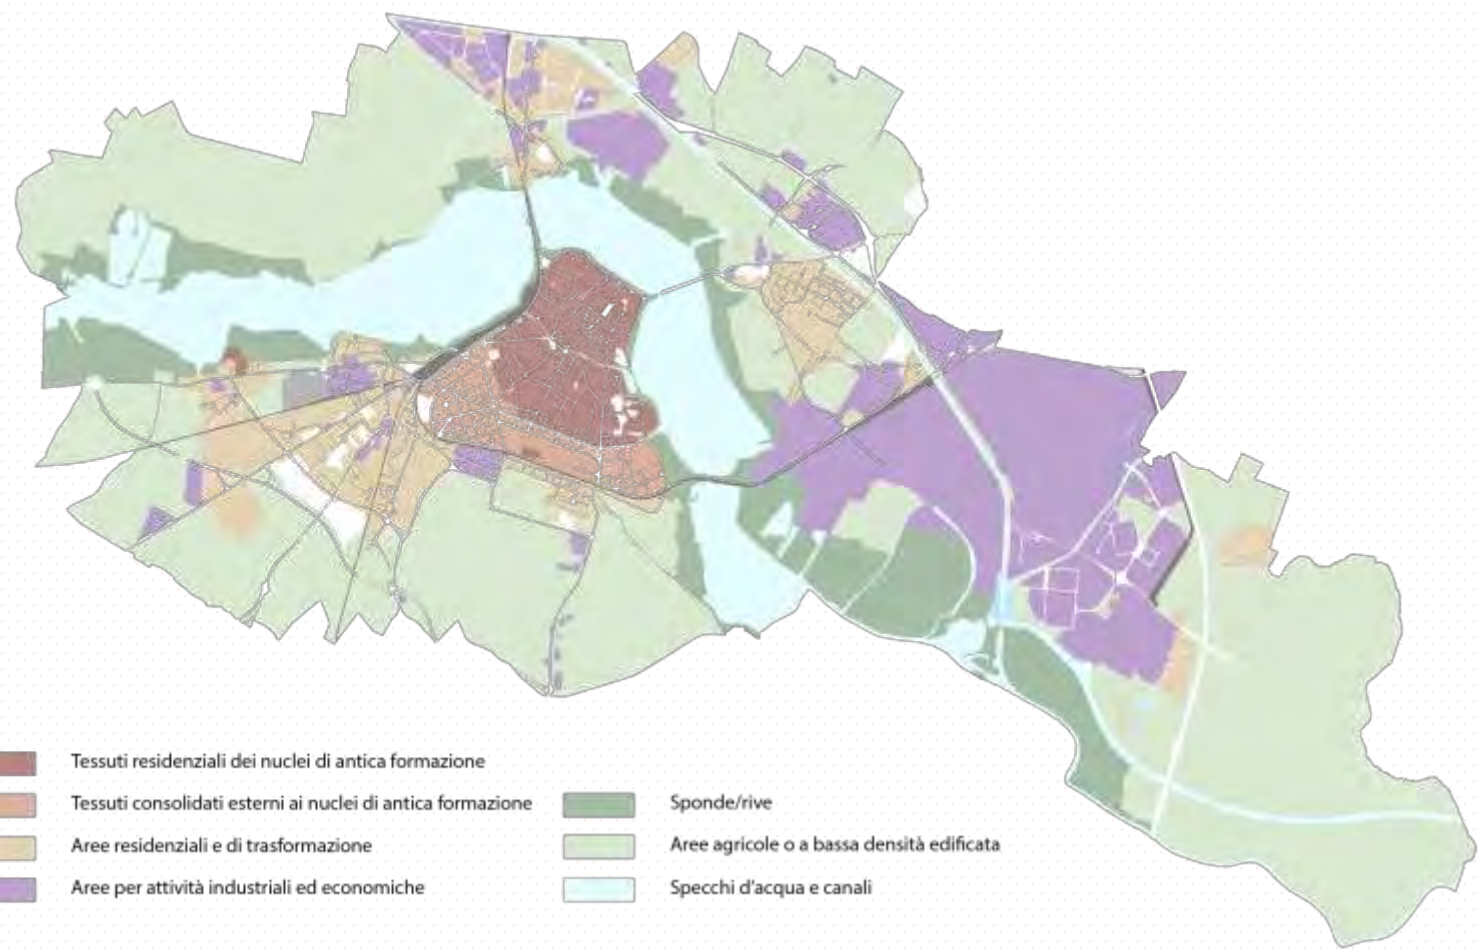 Tessuti residenziali dei nuclei di antica formazione
Tessuti consolidati esterni ai nuclei di antica formazione
Aree residenziali e di trasformazione
Aree per attività industriali ed economiche
Sponde/rive
Aree agricole o a bassa densità edificata
Specchi d'acqua e canali